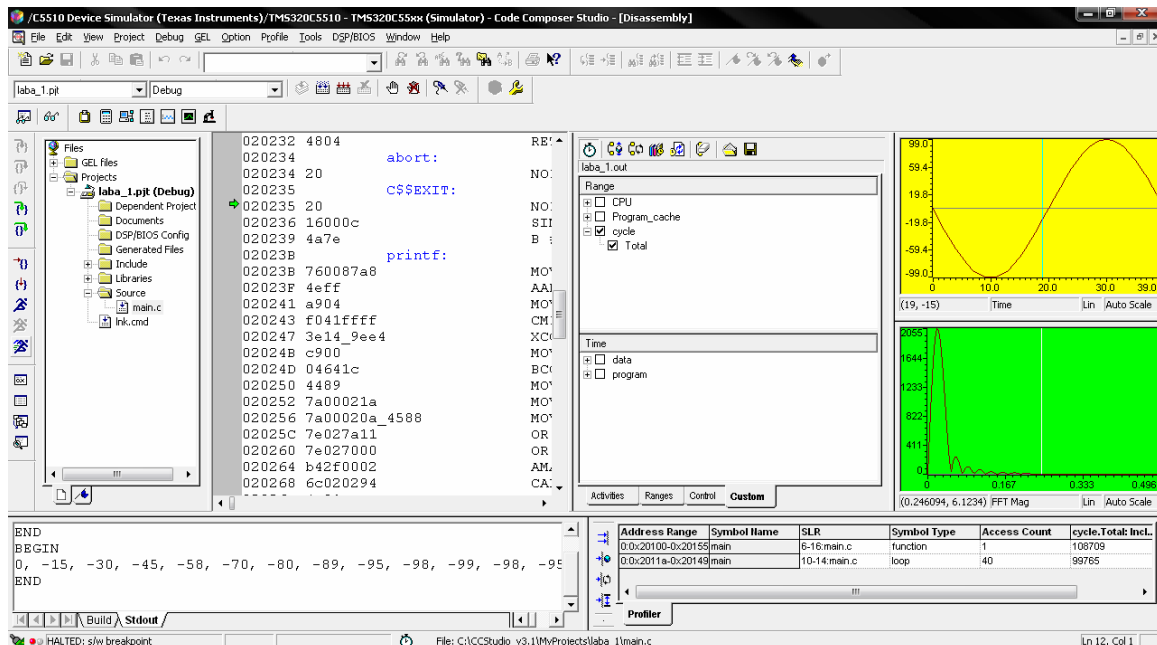 /C5510 Device Simulator (Texas Instruments)/TMS320C5510 - TMS320C55xx (Simulator) - Code Composer Studio - [Disassembly]
File Edit View Project Debug GEL Option Profile Tools DSP/BIOS Window Help
laba_1.pjt Debug
Files
GEL files
Projects
laba_1.pjt (Debug)
Dependent Project
Documents
DSP/BIOS Config
Generated Files
Include
Libraries
Source
main.c
lnk.cmd
020232 4804 RE
020234 abort:
020234 20 NO
020235 C$$EXIT:
020235 20 NO
020236 16000c SI
020239 4a7e B
02023B printf:
02023B 760087a8 MO
02023F 4eff AA
020241 a904 MO
020243 f041ffff CM
020247 3e14_9ee4 XC
02024B c900 MO
02024D 04641c BC
020250 4489 MO
020252 7a00021a MO
020256 7a00020a_4588 MO
02025C 7e027a11 OR
020260 7e027000 OR
020264 b42f0002 AM
020268 6c020294 CA
laba_1.out
Range
CPU
Program_cache
cycle
Total
Time
data
program
Activities Ranges Control Custom
99.0
59.4
19.8
-19.8
-59.4
-99.0
0 10.0 20.0 30.0 39.0
(19, -15) Time Lin Auto Scale
2055
1644
1233
822
411
0
0 0.167 0.333 0.496
(0.246094, 6.1234) FFT Mag Lin Auto Scale
END
BEGIN
0, -15, -30, -45, -58, -70, -80, -89, -95, -98, -99, -98, -95
END
Build Stdout
Address Range Symbol Name SLR Symbol Type Access Count cycle.Total: Incl..
0:0x20100-0x20155 main 6-16:main.c function 1 108709
0:0x2011a-0x20149 main 10-14:main.c loop 40 99765
Profiler
HALTED: s/w breakpoint File: C:\CCStudio_v3.1\MyProjects\laba_1\main.c Ln 12, Col 1